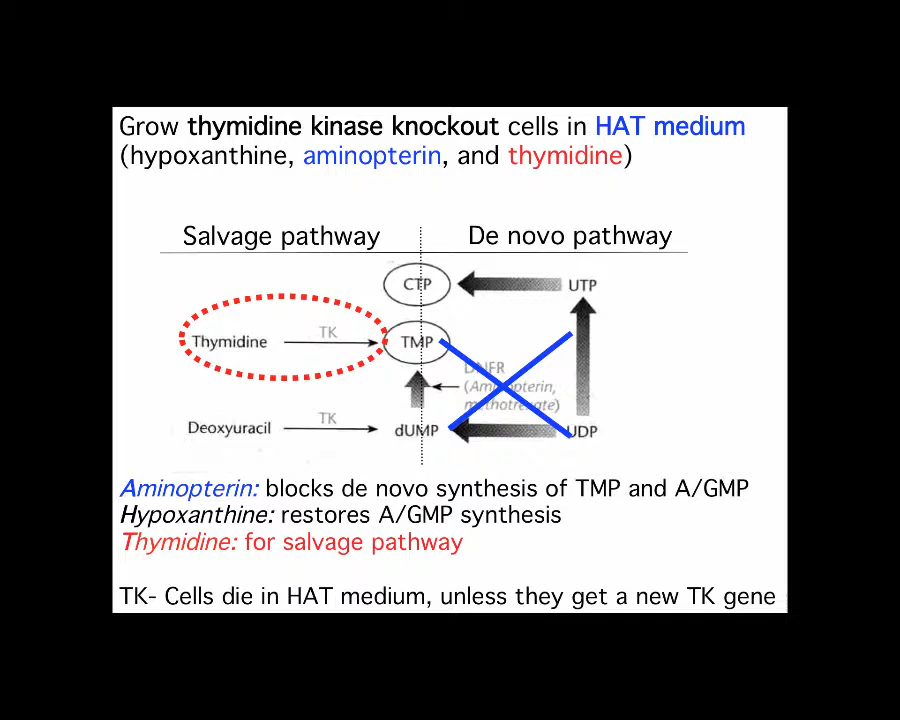 Grow thymidine kinase knockout cells in HAT medium
(hypoxanthine, aminopterin, and thymidine)
Salvage pathway
De novo pathway
CTP
UTP
Thymidine
TK
TMP
DNFR
(Aminopterin,
methotrexate)
Deoxyuracil
TK
dUMP
UDP
Aminopterin: blocks de novo synthesis of TMP and A/GMP
Hypoxanthine: restores A/GMP synthesis
Thymidine: for salvage pathway
TK- Cells die in HAT medium, unless they get a new TK gene